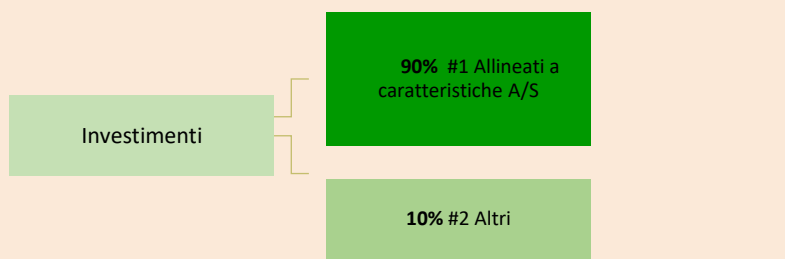 Investimenti
90% #1 Allineati a
caratteristiche A/S
10% #2 Altri